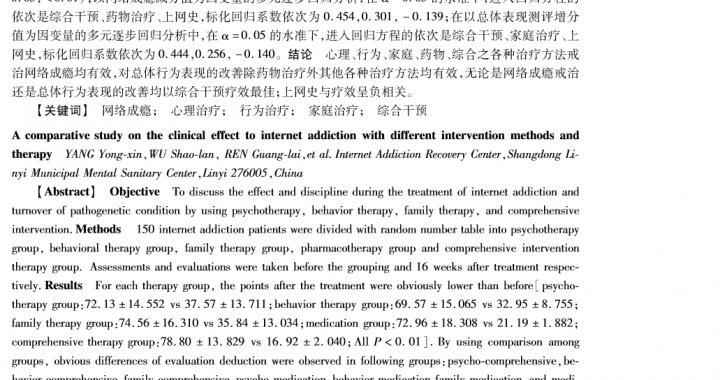 依次是综合干预、药物治疗、上网史,标化回归系数依次为 0.454,0.301,-0.139;在以总体表现测评增分
值为因变量的多元逐步回归分析中,在 α=0.05 的水准下,进入回归方程的依次是综合干预、家庭治疗、上
网史,标化回归系数依次为 0.444,0.256,-0.140。结论 心理、行为、家庭、药物、综合之各种治疗方法戒
治网络成瘾均有效,对总体行为表现的改善除药物治疗外其他各种治疗方法均有效,无论是网络成瘾戒治
还是总体行为表现的改善均以综合干预疗效最佳;上网史与疗效呈负相关。
【关键词】 网络成瘾; 心理治疗; 行为治疗; 家庭治疗; 综合干预
A comparative study on the clinical effect to internet addiction with different intervention methods and
therapy YANG Yong-xin,WU Shao-lan, REN Guang-lai,et al. Internet Addiction Recovery Center,Shangdong Li-
nyi Municipal Mental Sanitary Center,Linyi 276005,China
【Abstract】 Objective To discuss the effect and discipline during the treatment of internet addiction and
turnover of pathogenetic condition by using psychotherapy, behavior therapy, family therapy, and comprehensive
intervention. Methods 150 internet addiction patients were divided with random number table into psychotherapy
group, behavioral therapy group, family therapy group, pharmacotherapy group and comprehensive intervention
therapy group. Assessments and evaluations were taken before the grouping and 16 weeks after treatment respec-
tively. Results For each therapy group, the points after the treatment were obviously lower than before[psycho-
therapy group:72.13±14.552 vs 37.57±13.711;behavior therapy group:69.57±15.065 vs 32.95±8.755;
family therapy group:74.56±16.310 vs 35.84±13.034;medication group:72.96±18.308 vs 21.19±1.882;
comprehensive therapy group:78.80±13.829 vs 16.92±2.040;All P<0.01]. By using comparison among
groups, obvious differences of evaluation deduction were observed in following groups:psycho-comprehensive,be-
havior-comprehensive,family-comprehensive,psycho-medication,behavior-medication,family-medication, and medi-